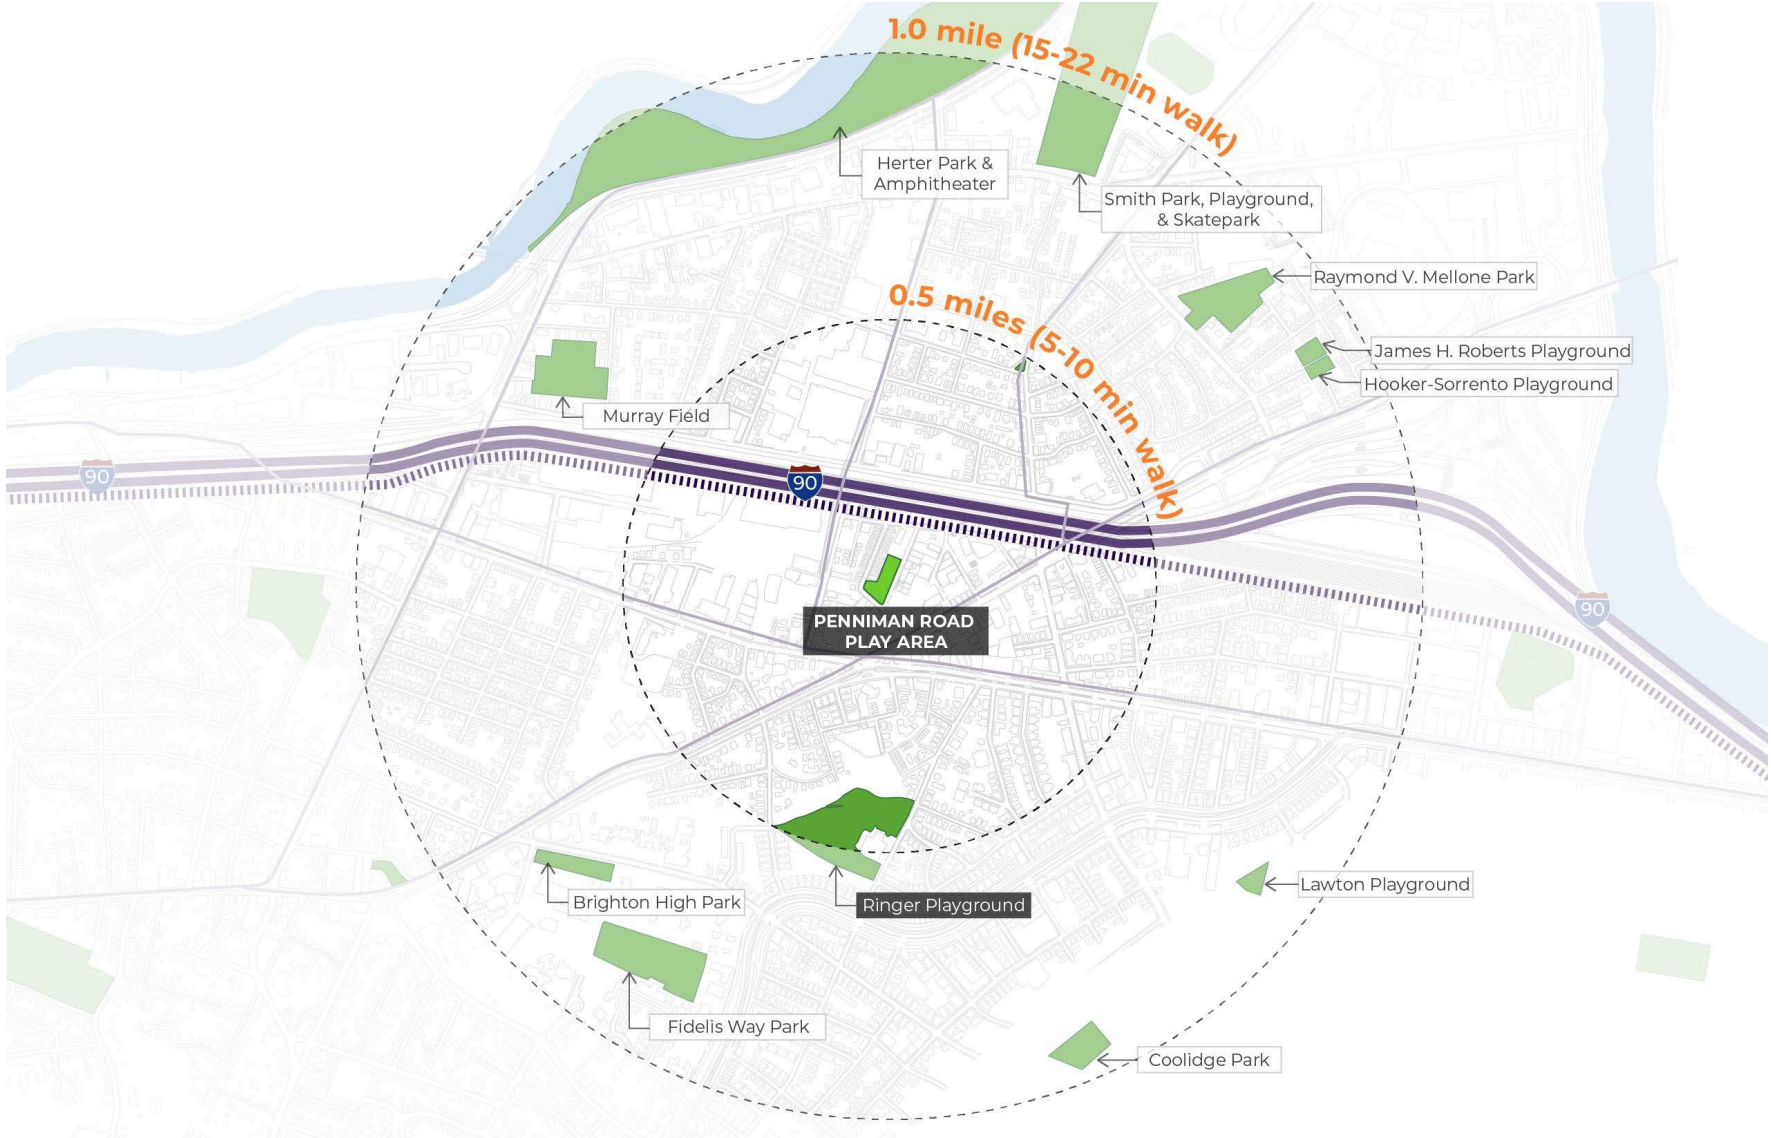 1.0 mile (15-22 min walk)
Herter Park &
Amphitheater
Smith Park, Playground,
& Skatepark
Raymond V. Mellone Park
0.5 miles (5-10 min walk)
James H. Roberts Playground
Hooker-Sorrento Playground
Murray Field
90
90
90
PENNIMAN ROAD
PLAY AREA
Lawton Playground
Brighton High Park
Ringer Playground
Fidelis Way Park
Coolidge Park